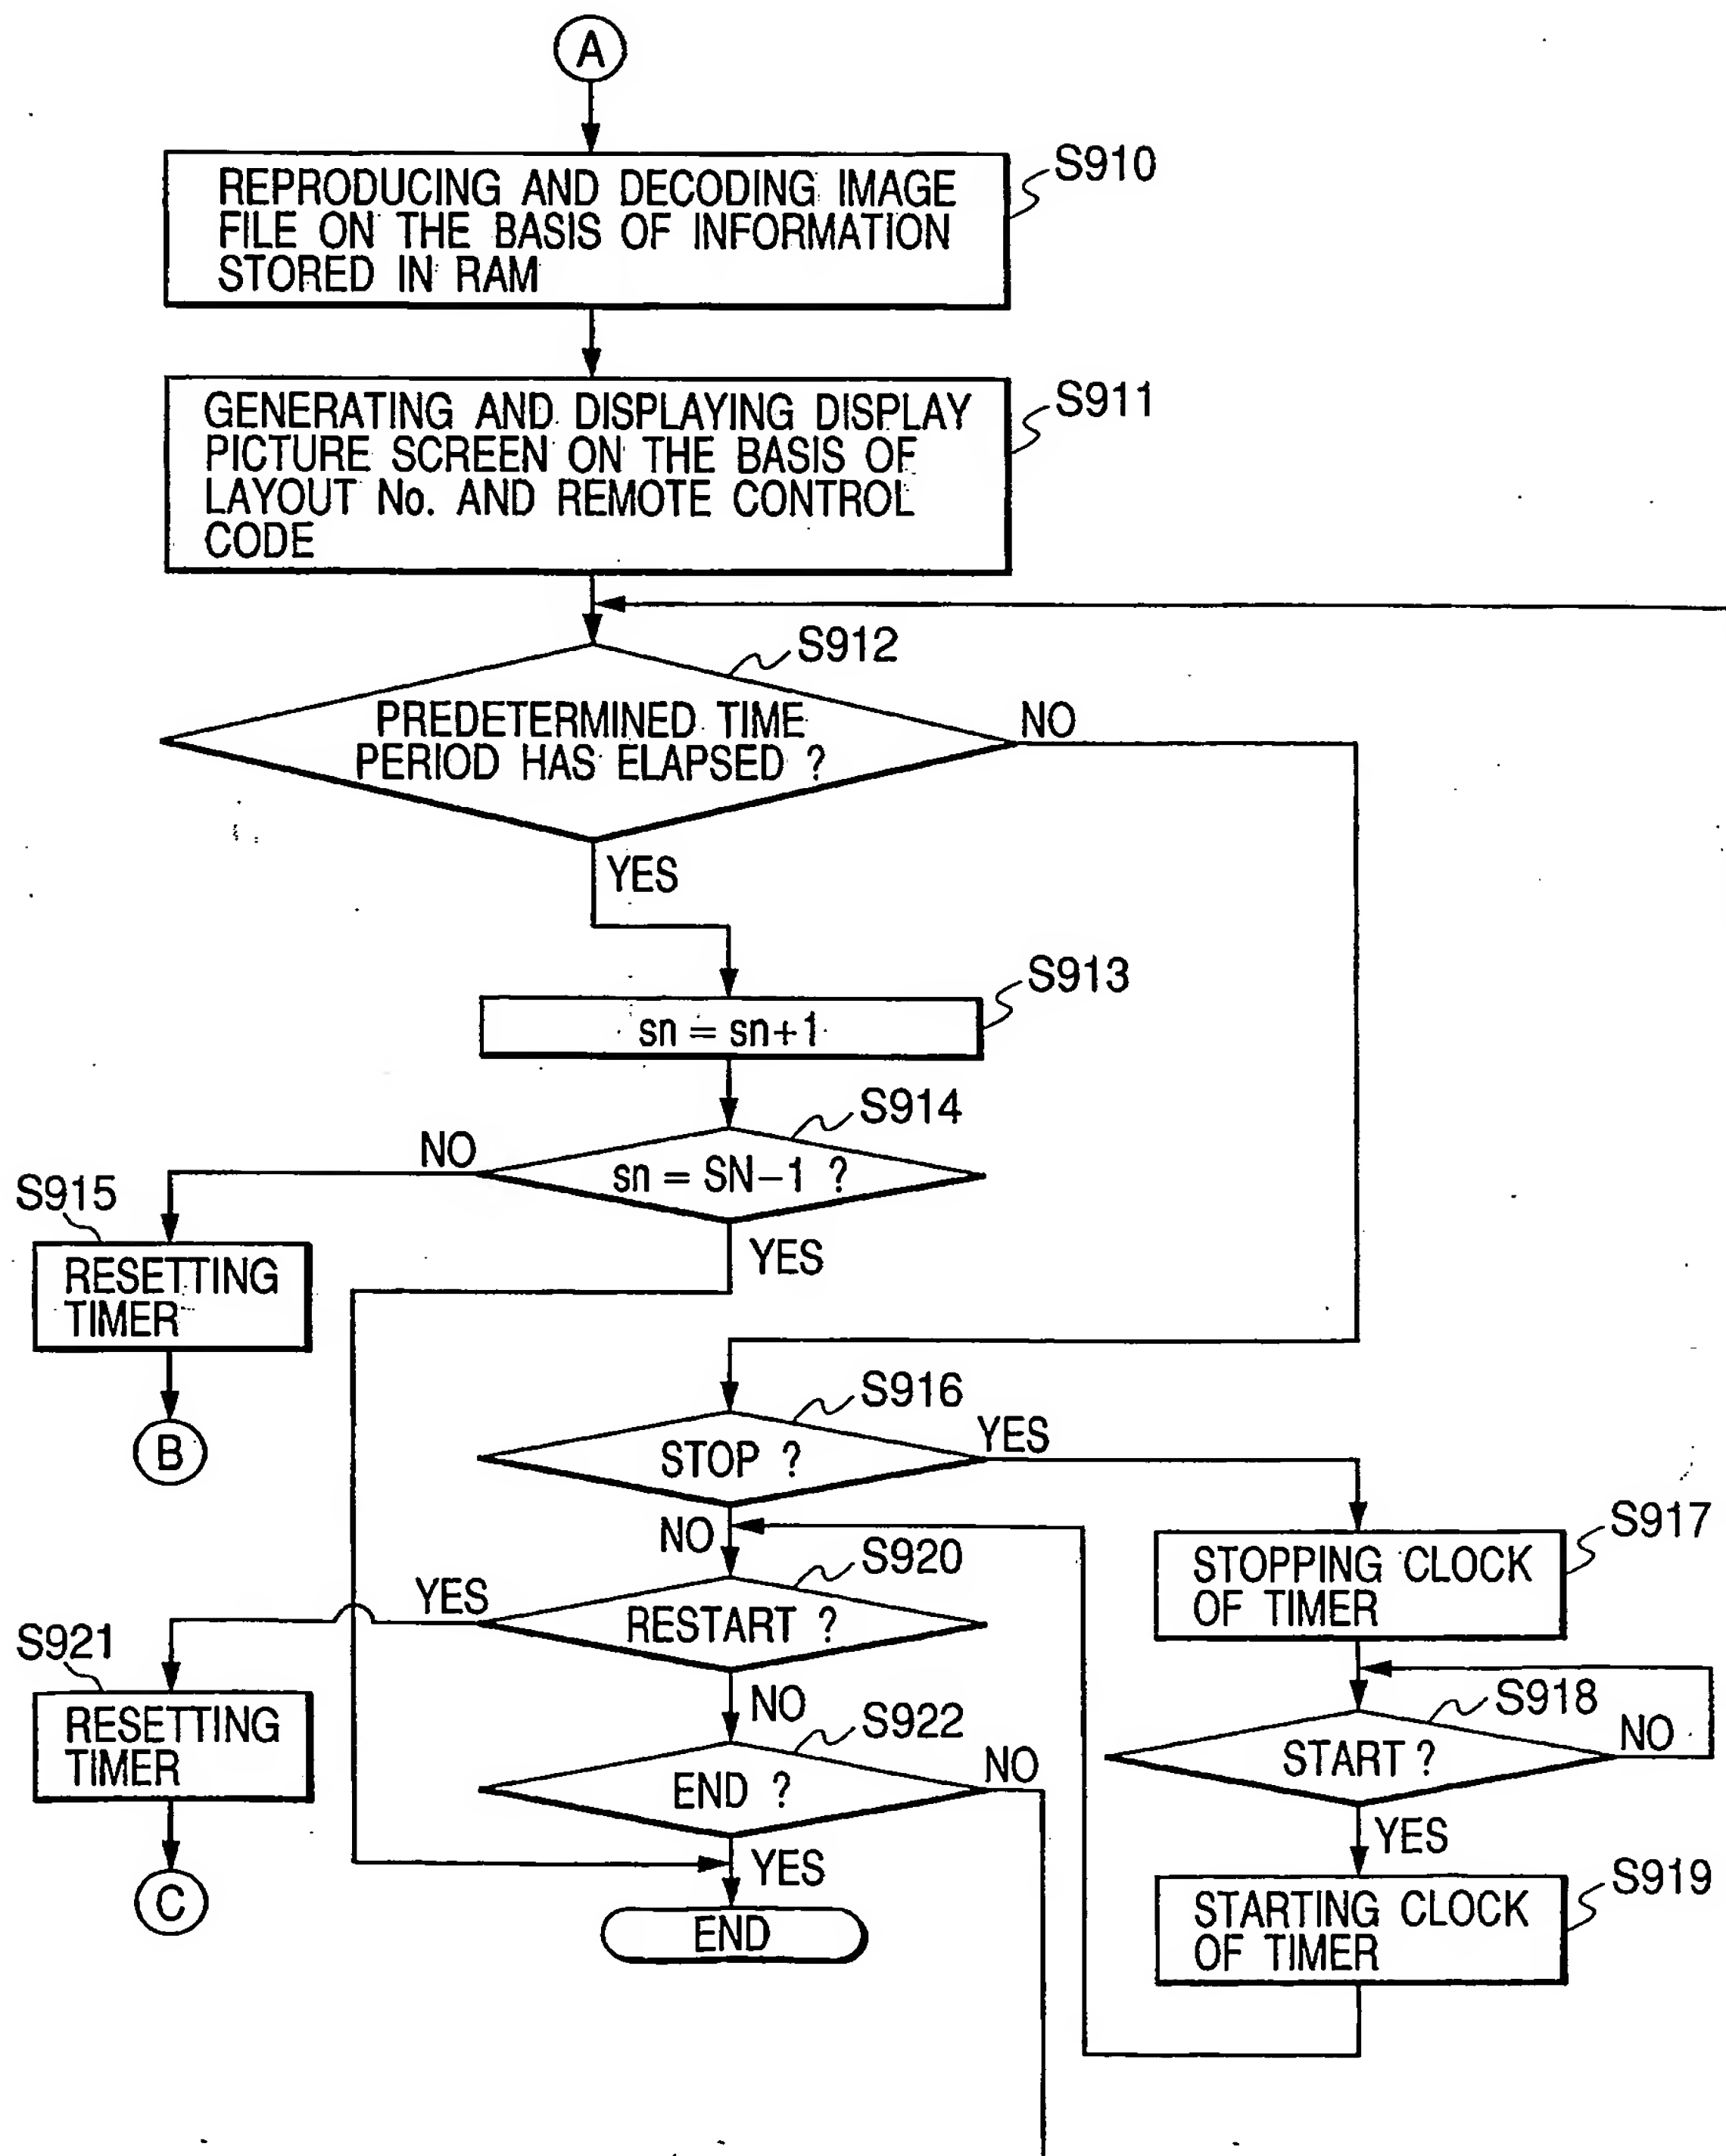 A
S910
REPRODUCING AND DECODING IMAGE
FILE ON THE BASIS OF INFORMATION
STORED IN RAM
S911
GENERATING AND DISPLAYING DISPLAY
PICTURE SCREEN ON THE BASIS OF
LAYOUT No. AND REMOTE CONTROL
CODE
S912
PREDETERMINED TIME
PERIOD HAS ELAPSED ?
NO
YES
S913
sn = sn+1
S914
sn = SN-1 ?
NO
YES
S915
RESETTING
TIMER
B
S916
STOP ?
YES
NO
S917
STOPPING CLOCK
OF TIMER
S918
START ?
NO
YES
S919
STARTING CLOCK
OF TIMER
S920
RESTART ?
YES
NO
S921
RESETTING
TIMER
C
S922
END ?
NO
YES
END